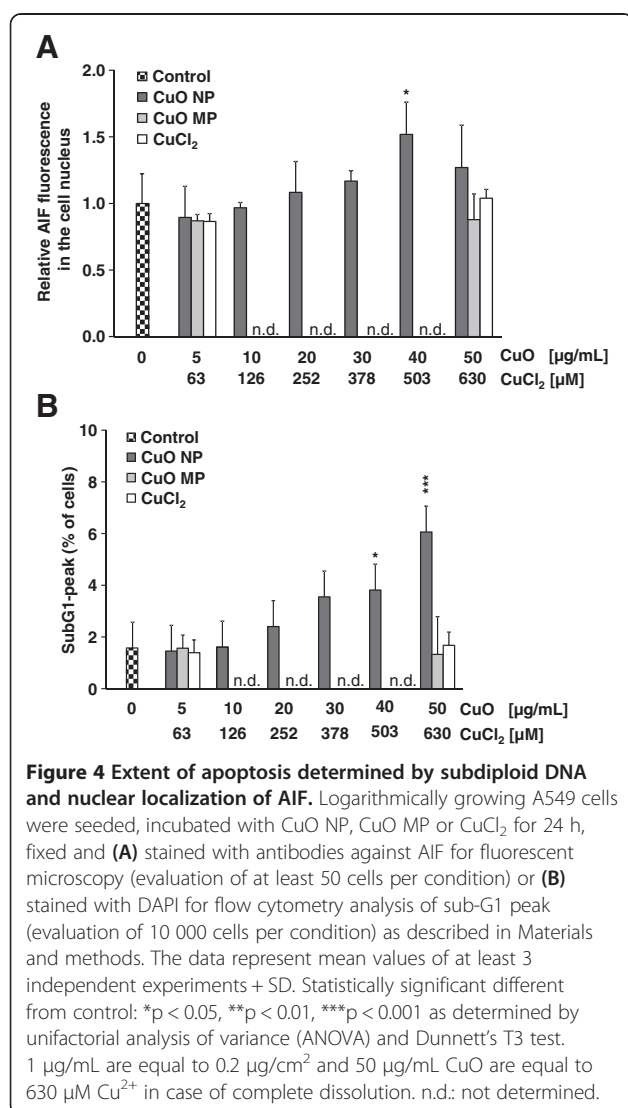 A
2.0
1.5
1.0
0.5
0.0
Relative AIF fluorescence
in the cell nucleus
Control
CuO NP
CuO MP
CuCl₂
*
n.d. n.d. n.d. n.d.
0 5 10 20 30 40 50 CuO [µg/mL]
63 126 252 378 503 630 CuCl₂ [µM]
B
10
8
6
4
2
0
SubG1-peak (% of cells)
Control
CuO NP
CuO MP
CuCl₂
*
***
n.d. n.d. n.d. n.d.
0 5 10 20 30 40 50 CuO [µg/mL]
63 126 252 378 503 630 CuCl₂ [µM]
Figure 4 Extent of apoptosis determined by subdiploid DNA
and nuclear localization of AIF. Logarithmically growing A549 cells
were seeded, incubated with CuO NP, CuO MP or CuCl₂ for 24 h,
fixed and (A) stained with antibodies against AIF for fluorescent
microscopy (evaluation of at least 50 cells per condition) or (B)
stained with DAPI for flow cytometry analysis of sub-G1 peak
(evaluation of 10 000 cells per condition) as described in Materials
and methods. The data represent mean values of at least 3
independent experiments + SD. Statistically significant different
from control: *p < 0.05, **p < 0.01, ***p < 0.001 as determined by
unifactorial analysis of variance (ANOVA) and Dunnett's T3 test.
1 µg/mL are equal to 0.2 µg/cm² and 50 µg/mL CuO are equal to
630 µM Cu²⁺ in case of complete dissolution. n.d.: not determined.